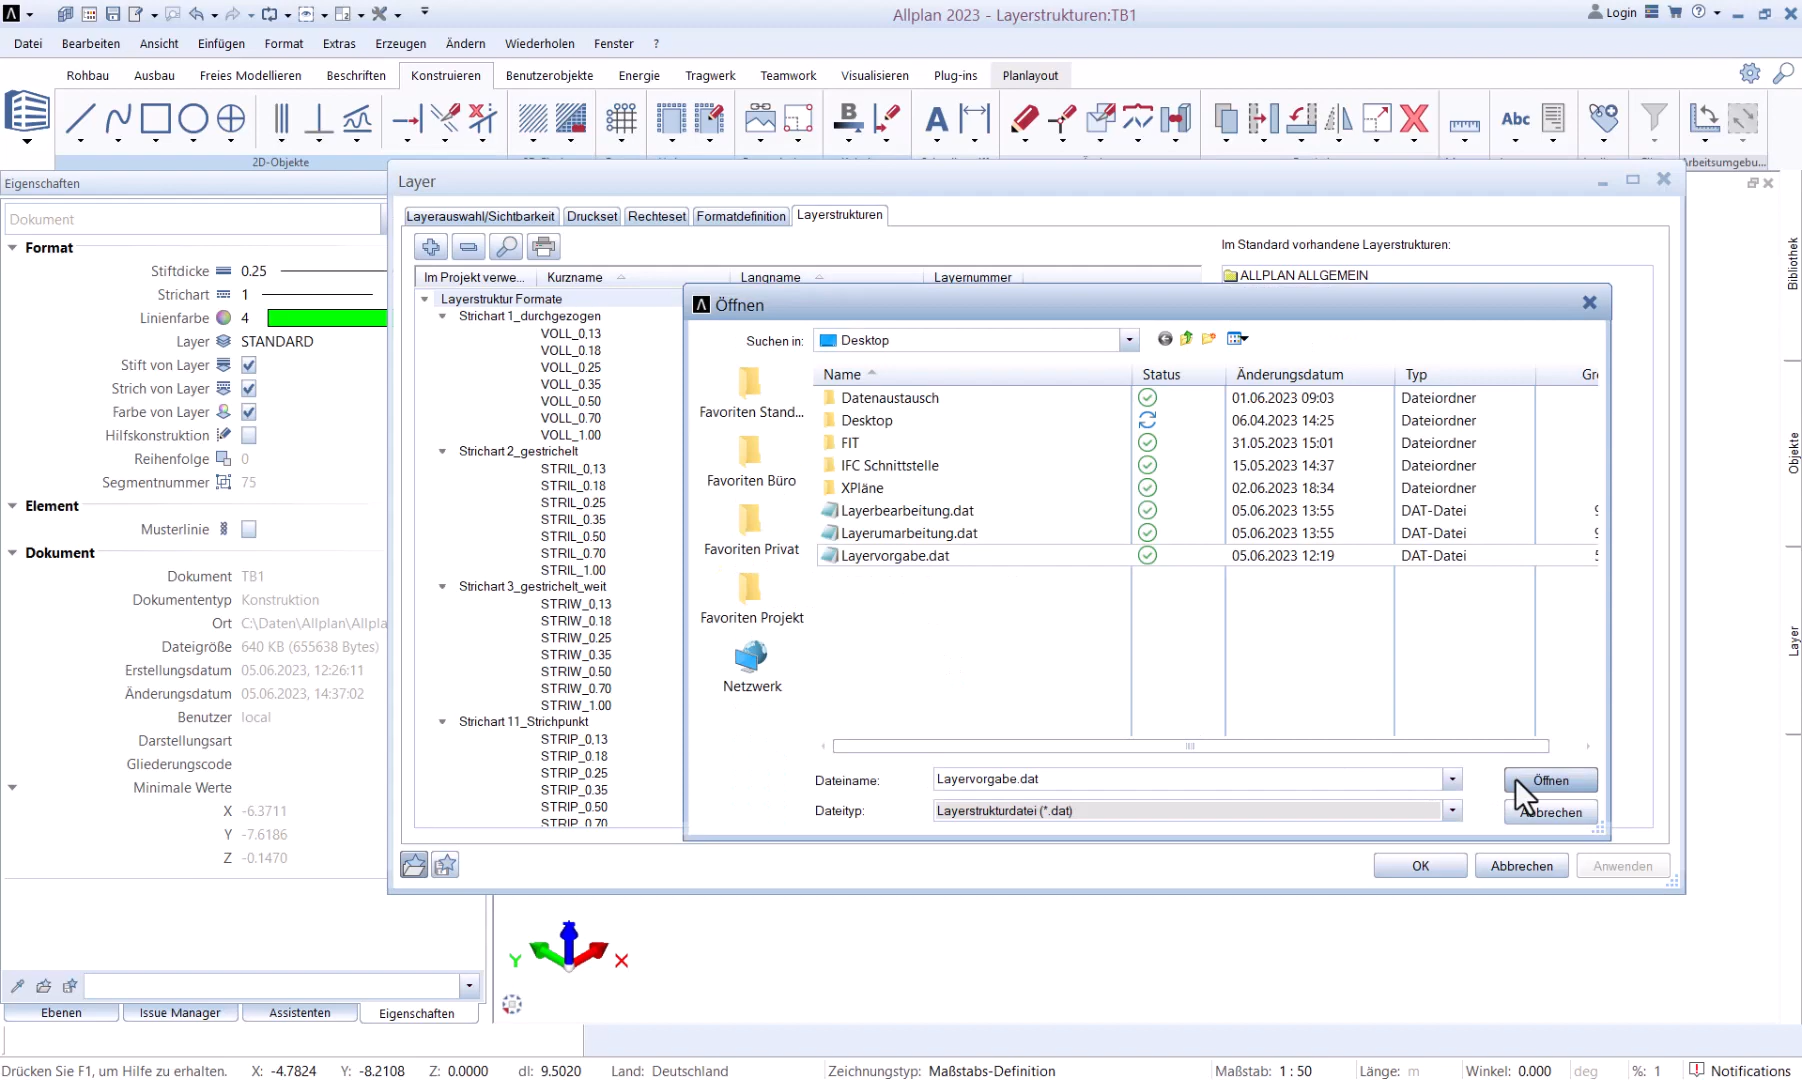 Allplan 2023 - Layerstrukturen:TB1
Login
Datei Bearbeiten Ansicht Einfügen Format Extras Erzeugen Ändern Wiederholen Fenster ?
Rohbau Ausbau Freies Modellieren Beschriften Konstruieren Benutzerobjekte Energie Tragwerk Teamwork Visualisieren Plug-ins Planlayout
2D-Objekte
Arbeitsumgebu...
Eigenschaften
Dokument
Format
Stiftdicke 0.25
Strichart 1
Linienfarbe 4
Layer STANDARD
Stift von Layer
Strich von Layer
Farbe von Layer
Hilfskonstruktion
Reihenfolge 0
Segmentnummer 75
Element
Musterlinie
Dokument
Dokument TB1
Dokumententyp Konstruktion
Ort C:\Daten\Allplan\Allpla
Dateigröße 640 KB (655638 Bytes)
Erstellungsdatum 05.06.2023, 12:26:11
Änderungsdatum 05.06.2023, 14:37:02
Benutzer local
Darstellungsart
Gliederungscode
Minimale Werte
X -6.3711
Y -7.6186
Z -0.1470
Ebenen Issue Manager Assistenten Eigenschaften
Layer
Layerauswahl/Sichtbarkeit Druckset Rechteset Formatdefinition Layerstrukturen
Im Standard vorhandene Layerstrukturen:
ALLPLAN ALLGEMEIN
Im Projekt verwe... Kurzname Langname Layernummer
Layerstruktur Formate
Strichart 1_durchgezogen
VOLL_0,13
VOLL_0.18
VOLL_0.25
VOLL_0.35
VOLL_0.50
VOLL_0.70
VOLL_1.00
Strichart 2_gestrichelt
STRIL_0,13
STRIL_0.18
STRIL_0.25
STRIL_0.35
STRIL_0.50
STRIL_0.70
STRIL_1.00
Strichart 3_gestrichelt_weit
STRIW_0,13
STRIW_0.18
STRIW_0.25
STRIW_0.35
STRIW_0.50
STRIW_0.70
STRIW_1.00
Strichart 11_Strichpunkt
STRIP_0,13
STRIP_0.18
STRIP_0.25
STRIP_0.35
STRIP_0.50
STRIP_0.70
Öffnen
Suchen in: Desktop
Favoriten Stand...
Favoriten Büro
Favoriten Privat
Favoriten Projekt
Netzwerk
Name Status Änderungsdatum Typ Gr
Datenaustausch 01.06.2023 09:03 Dateiordner
Desktop 06.04.2023 14:25 Dateiordner
FIT 31.05.2023 15:01 Dateiordner
IFC Schnittstelle 15.05.2023 14:37 Dateiordner
XPläne 02.06.2023 18:34 Dateiordner
Layerbearbeitung.dat 05.06.2023 13:55 DAT-Datei
Layerumarbeitung.dat 05.06.2023 13:55 DAT-Datei
Layervorgabe.dat 05.06.2023 12:19 DAT-Datei
Dateiname: Layervorgabe.dat Öffnen
Dateityp: Layerstrukturdatei (*.dat) Abbrechen
OK Abbrechen Anwenden
Bibliothek
Objekte
Layer
Abc
Y X
Drücken Sie F1, um Hilfe zu erhalten. X: -4.7824 Y: -8.2108 Z: 0.0000 dl: 9.5020 Land: Deutschland Zeichnungstyp: Maßstabs-Definition Maßstab: 1 : 50 Länge: m Winkel: 0.000 deg %: 1 Notifications